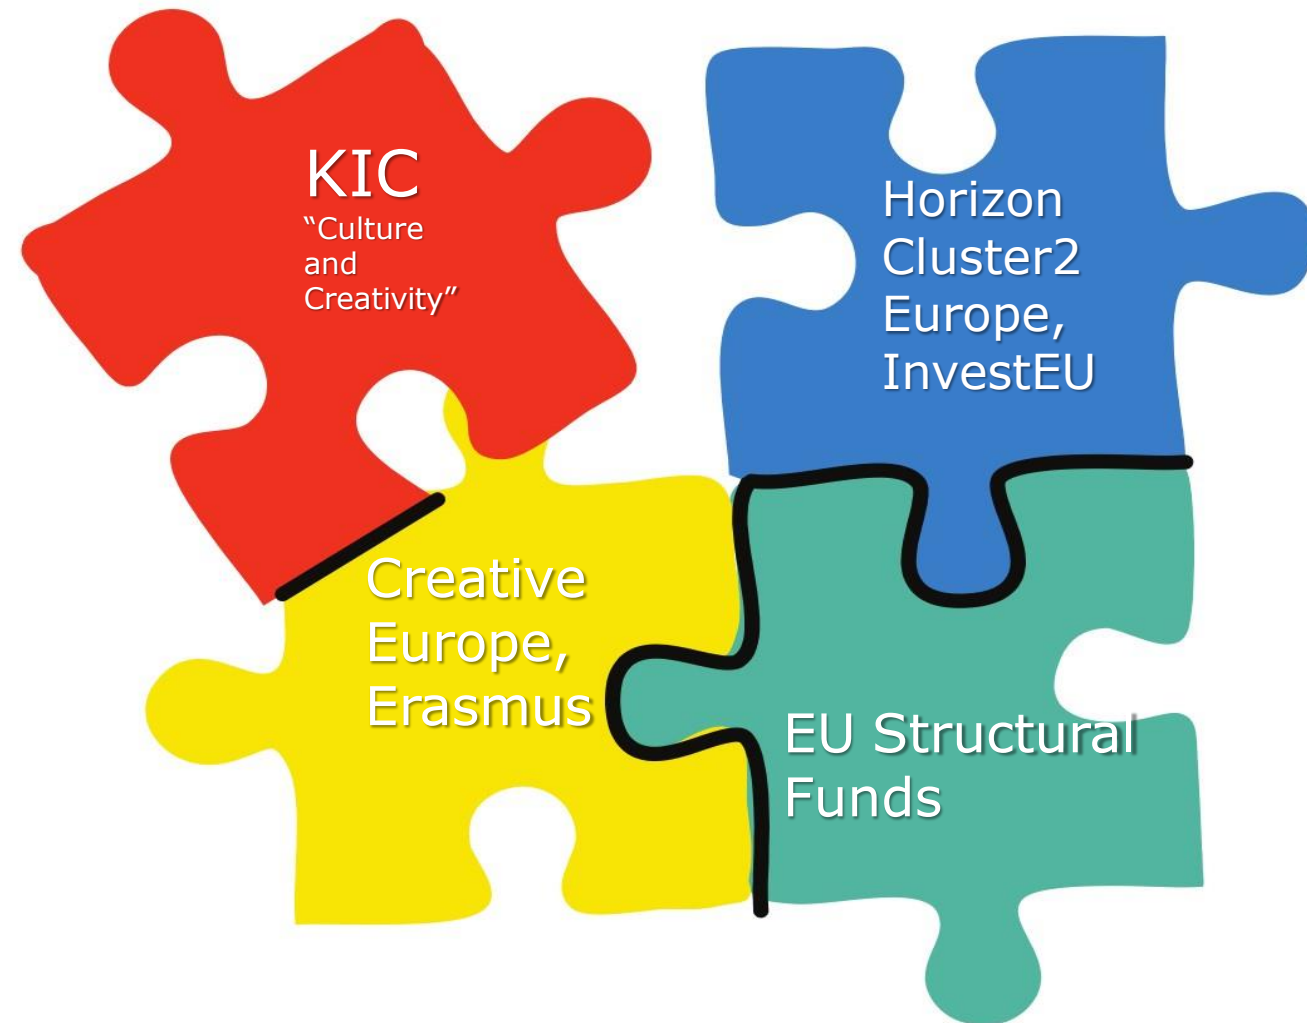 KIC
“Culture
and
Creativity”
Horizon
Cluster2
Europe,
InvestEU
Creative
Europe,
Erasmus
EU Structural
Funds